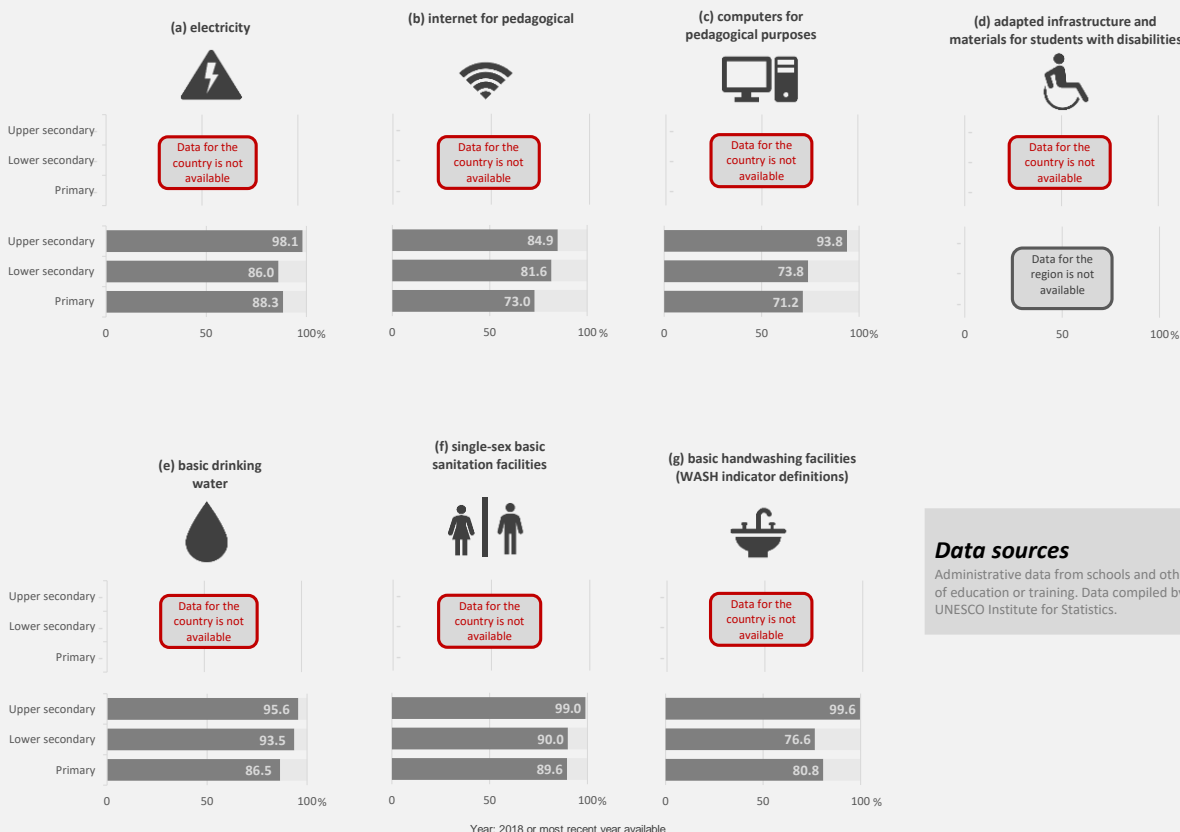 (a) electricity
(b) internet for pedagogical
(c) computers for
pedagogical purposes
(d) adapted infrastructure and
materials for students with disabilities
Upper secondary
Lower secondary
Primary
Data for the
country is not
available
Data for the
country is not
available
Data for the
country is not
available
Data for the
country is not
available
Upper secondary
Lower secondary
Primary
98.1
86.0
88.3
0 50 100%
84.9
81.6
73.0
0 50 100%
93.8
73.8
71.2
0 50 100%
Data for the
region is not
available
0 50 100%
(e) basic drinking
water
(f) single-sex basic
sanitation facilities
(g) basic handwashing facilities
(WASH indicator definitions)
Upper secondary
Lower secondary
Primary
Data for the
country is not
available
Data for the
country is not
available
Data for the
country is not
available
Upper secondary
Lower secondary
Primary
95.6
93.5
86.5
0 50 100%
99.0
90.0
89.6
0 50 100%
99.6
76.6
80.8
0 50 100 %
Data sources
Administrative data from schools and oth
of education or training. Data compiled by
UNESCO Institute for Statistics.
Year: 2018 or most recent year available